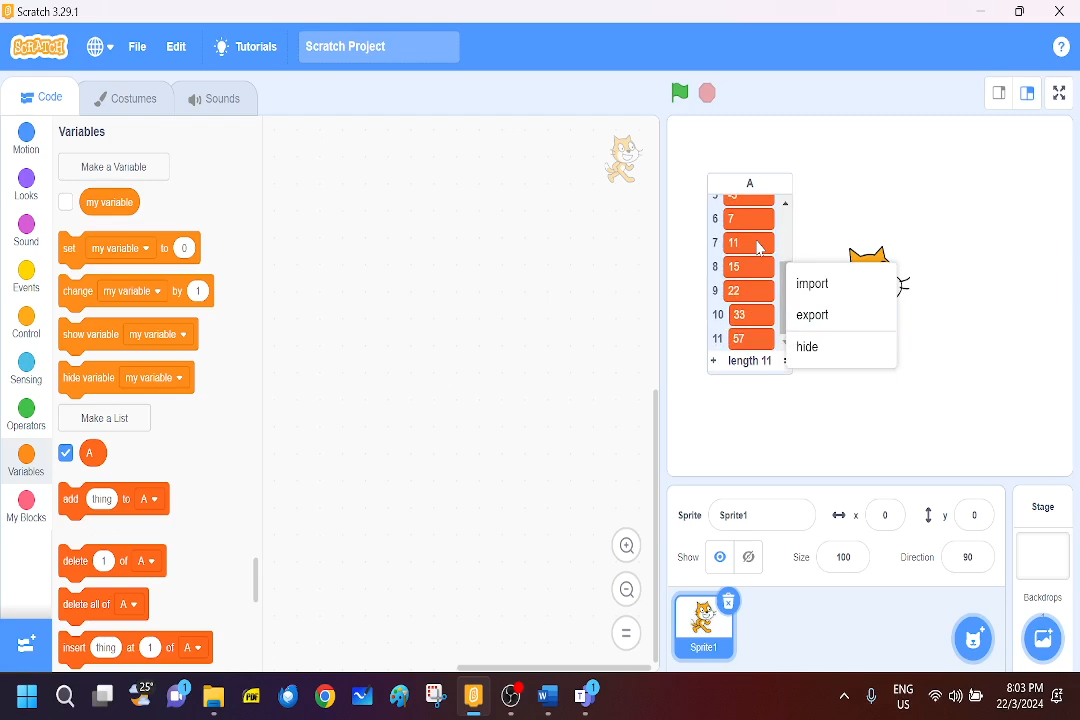 Scratch 3.29.1
SCRATCH
File Edit Tutorials Scratch Project ?
Code Costumes Sounds
Motion
Looks
Sound
Events
Control
Sensing
Operators
Variables
My Blocks
Variables
Make a Variable
my variable
set my variable to 0
change my variable by 1
show variable my variable
hide variable my variable
Make a List
A
add thing to A
delete 1 of A
delete all of A
insert thing at 1 of A
A
6 7
7 11
8 15
9 22
10 33
11 57
+ length 11 =
import
export
hide
Sprite Sprite1 x 0 y 0
Show Size 100 Direction 90
Sprite1
Stage
Backdrops
25°
1
PDF
1
ENG
US
8:03 PM
22/3/2024